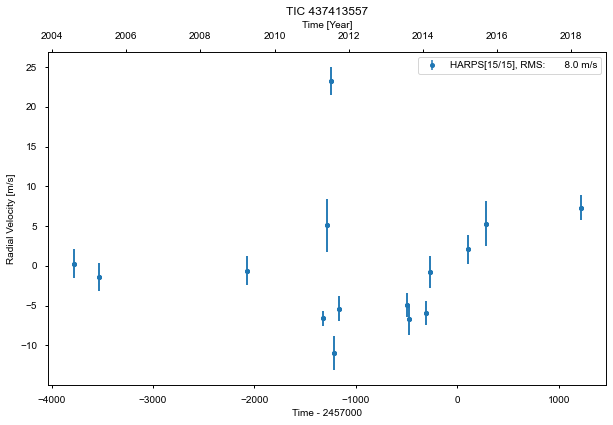 TIC 437413557
Time [Year]
2004 2006 2008 2010 2012 2014 2016 2018
HARPS[15/15], RMS: 8.0 m/s
Radial Velocity [m/s]
25
20
15
10
5
0
−5
−10
−4000 −3000 −2000 −1000 0 1000
Time - 2457000